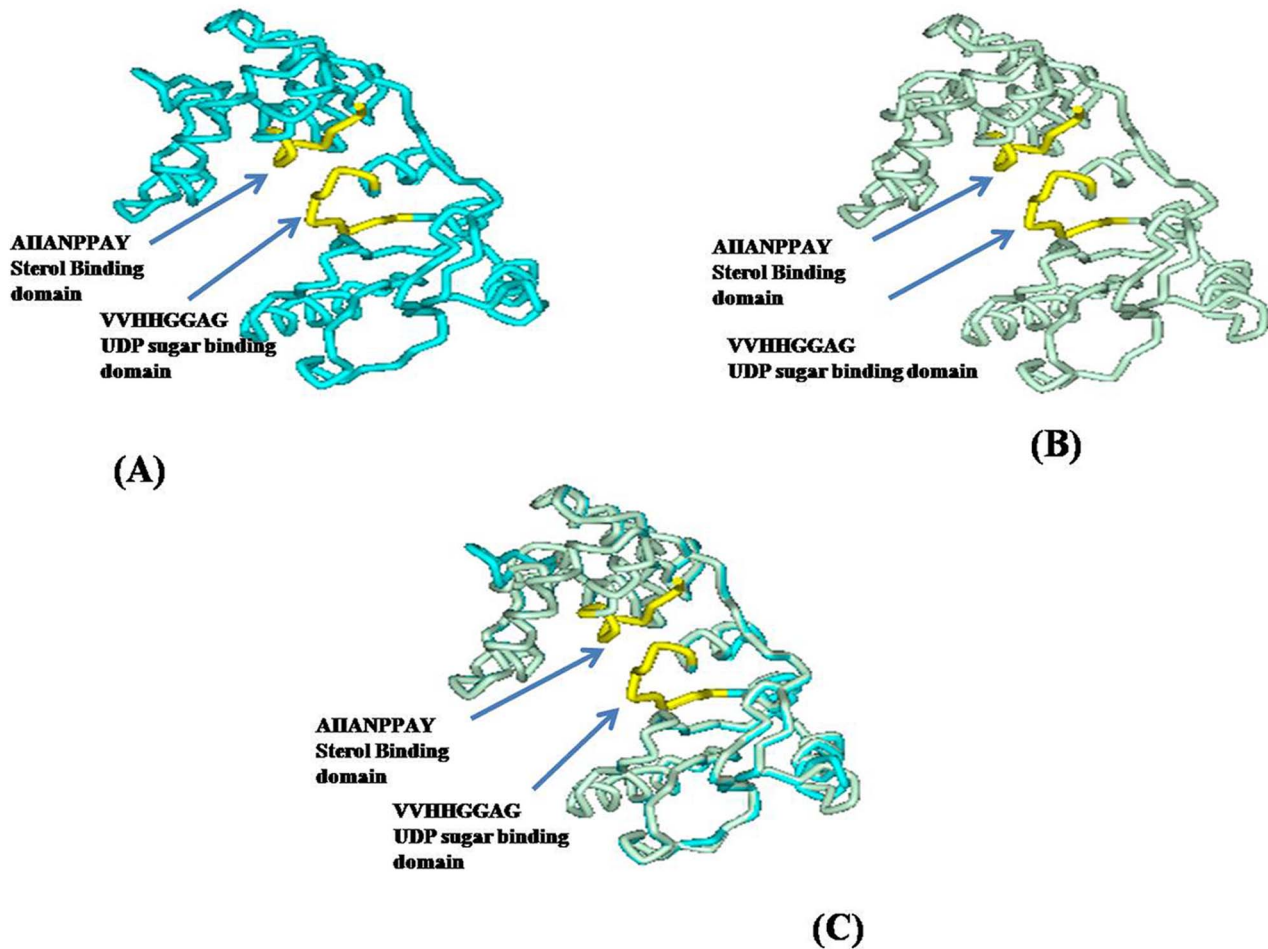 AIIANPPAY
Sterol Binding
domain
VVHHGGAG
UDP sugar binding
domain
(A)
AIIANPPAY
Sterol Binding
domain
VVHHGGAG
UDP sugar binding domain
(B)
AIIANPPAY
Sterol Binding
domain
VVHHGGAG
UDP sugar binding
domain
(C)